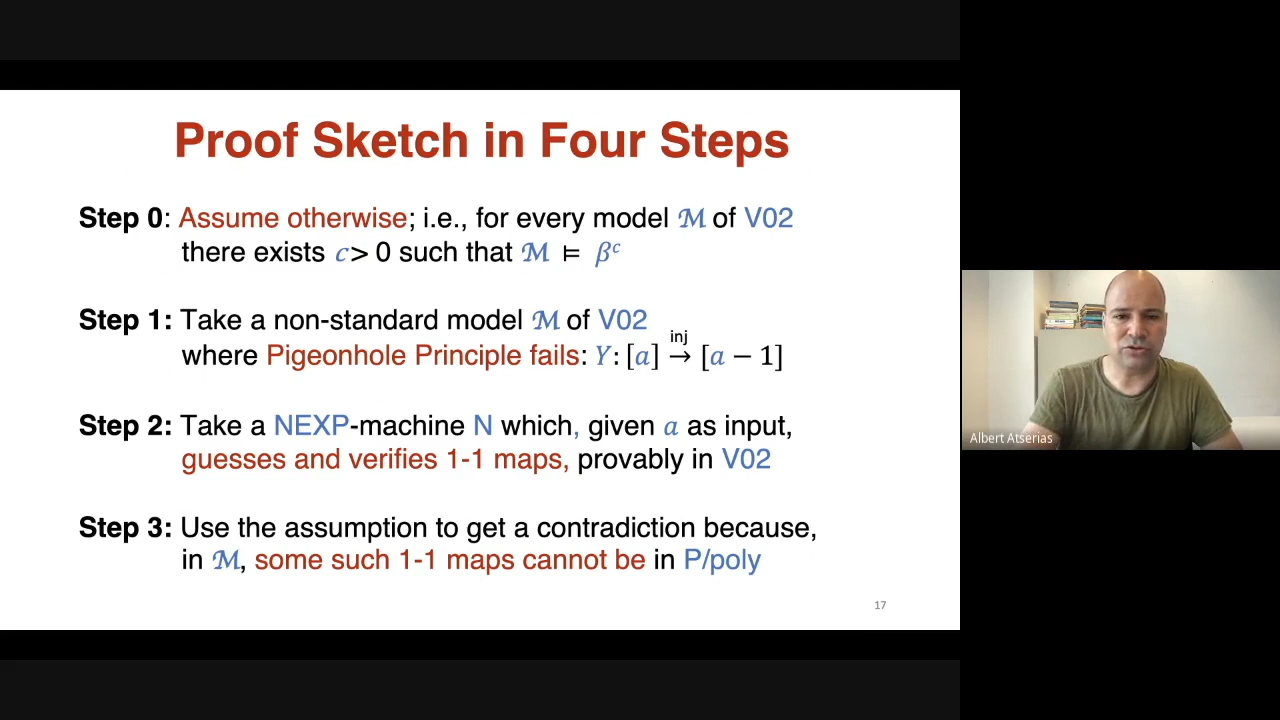 Proof Sketch in Four Steps
Step 0: Assume otherwise; i.e., for every model ℳ of V02
there exists c > 0 such that ℳ ⊨ βᶜ
Step 1: Take a non-standard model ℳ of V02
where Pigeonhole Principle fails: Y: [a] →
inj
[a − 1]
Step 2: Take a NEXP-machine N which, given a as input,
guesses and verifies 1-1 maps, provably in V02
Step 3: Use the assumption to get a contradiction because,
in ℳ, some such 1-1 maps cannot be in P/poly
17
Albert Atserias